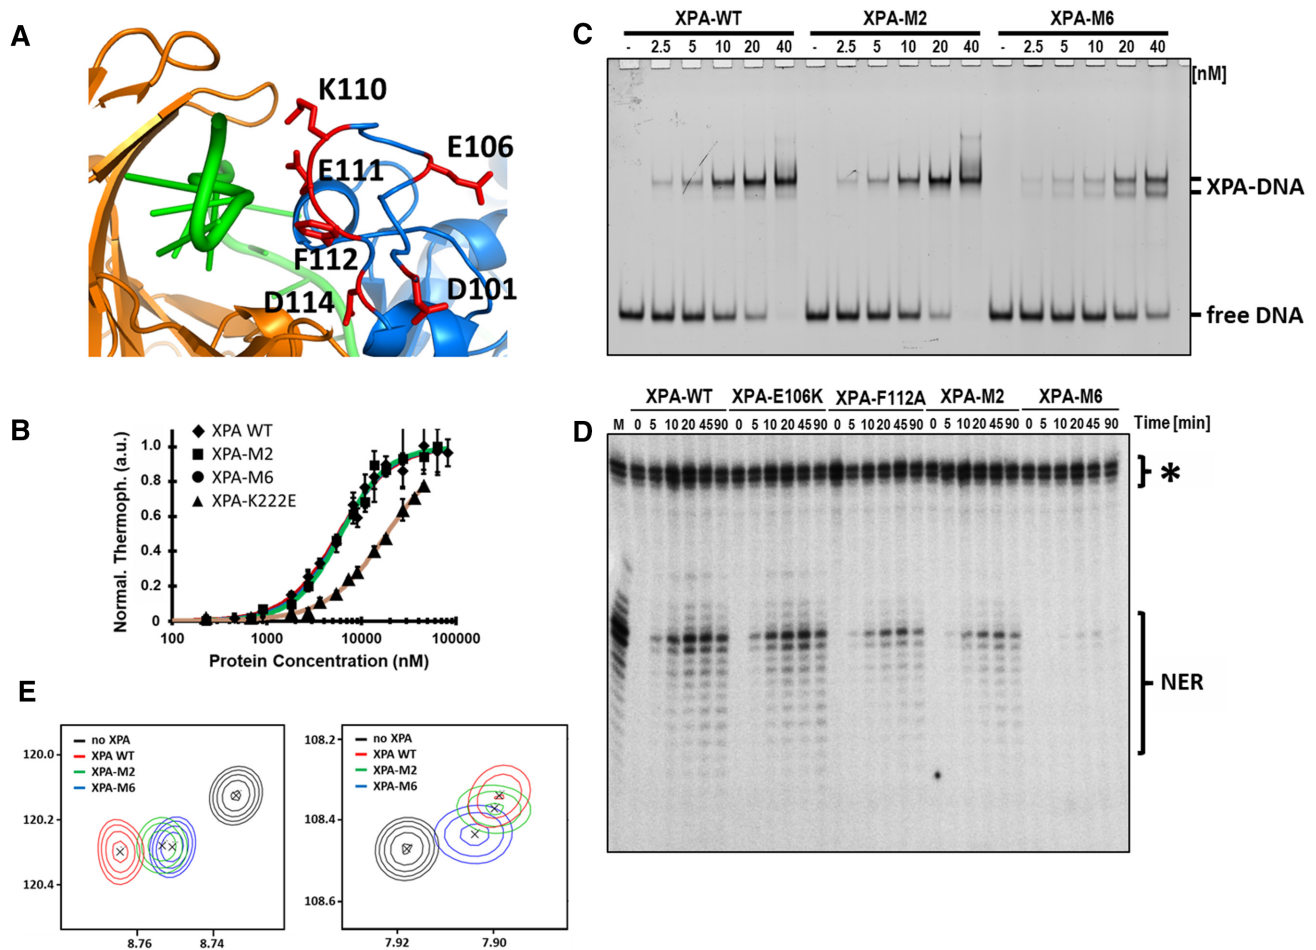 A
K110
E106
E111
F112
D114
D101
B
Normal. Thermoph. (a.u.)
1.0
0.8
0.6
0.4
0.2
0
XPA WT
XPA-M2
XPA-M6
XPA-K222E
100 1000 10000 100000
Protein Concentration (nM)
C
XPA-WT XPA-M2 XPA-M6
- 2.5 5 10 20 40 - 2.5 5 10 20 40 - 2.5 5 10 20 40
[nM]
XPA-DNA
free DNA
D
XPA-WT XPA-E106K XPA-F112A XPA-M2 XPA-M6
M 0 5 10 20 45 90 0 5 10 20 45 90 0 5 10 20 45 90 0 5 10 20 45 90 0 5 10 20 45 90 Time [min]
*
NER
E
120.0
120.2
120.4
no XPA
XPA WT
XPA-M2
XPA-M6
8.76 8.74
108.2
108.4
108.6
no XPA
XPA WT
XPA-M2
XPA-M6
7.92 7.90